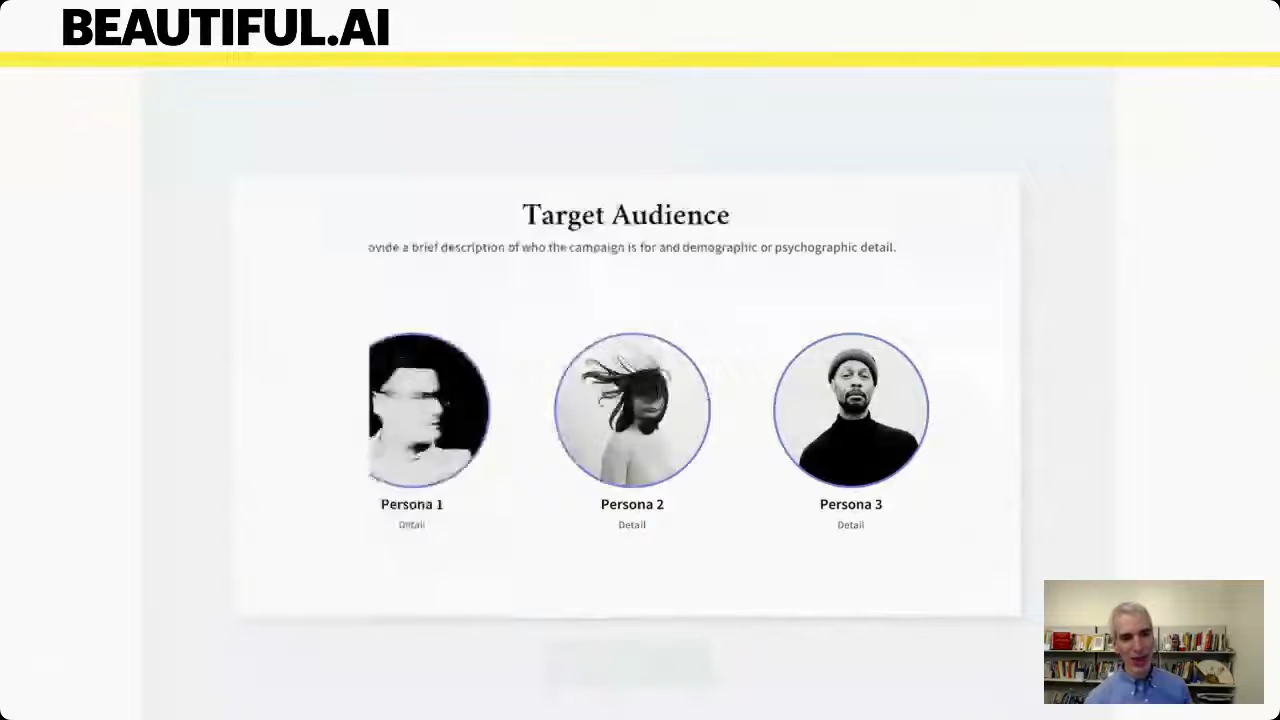 BEAUTIFUL.AI
Target Audience
ovide a brief description of who the campaign is for and demographic or psychographic detail.
Persona 1
Persona 2
Persona 3
Detail
Detail
Detail